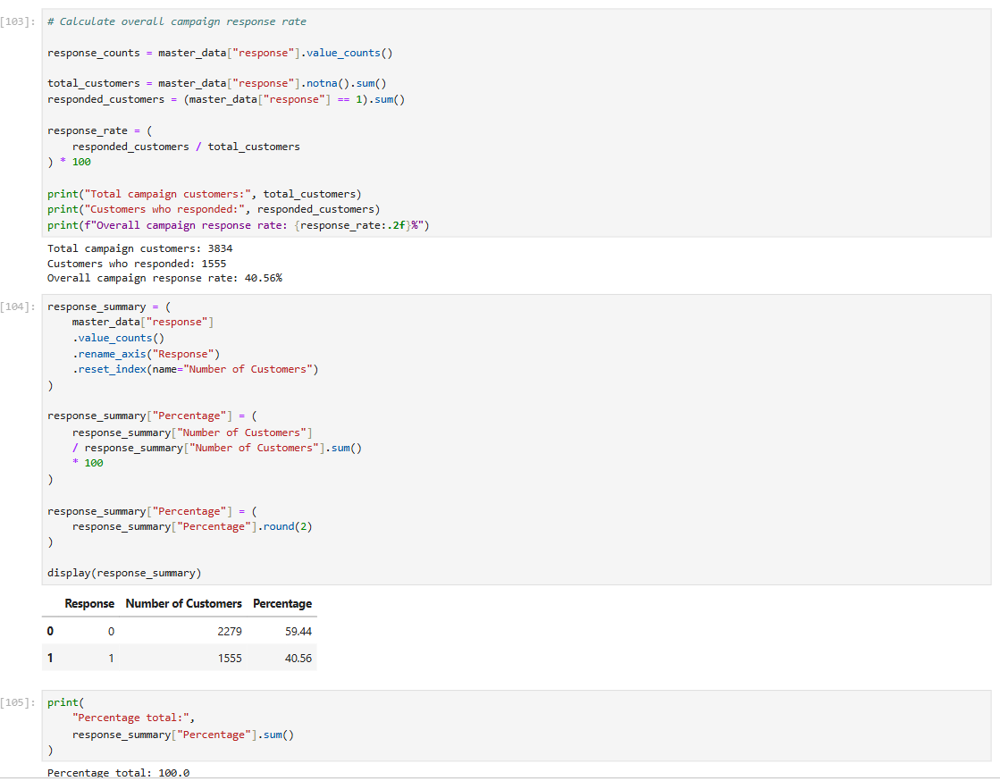 [103]: # Calculate overall campaign response rate
response_counts = master_data["response"].value_counts()
total_customers = master_data["response"].notna().sum()
responded_customers = (master_data["response"] == 1).sum()
response_rate = (
    responded_customers / total_customers
) * 100
print("Total campaign customers:", total_customers)
print("Customers who responded:", responded_customers)
print(f"Overall campaign response rate: {response_rate:.2f}%")
Total campaign customers: 3834
Customers who responded: 1555
Overall campaign response rate: 40.56%
[104]: response_summary = (
    master_data["response"]
    .value_counts()
    .rename_axis("Response")
    .reset_index(name="Number of Customers")
)
response_summary["Percentage"] = (
    response_summary["Number of Customers"]
    / response_summary["Number of Customers"].sum()
    * 100
)
response_summary["Percentage"] = (
    response_summary["Percentage"].round(2)
)
display(response_summary)
Response Number of Customers Percentage
0 0 2279 59.44
1 1 1555 40.56
[105]: print(
    "Percentage total:",
    response_summary["Percentage"].sum()
)
Percentage total: 100.0